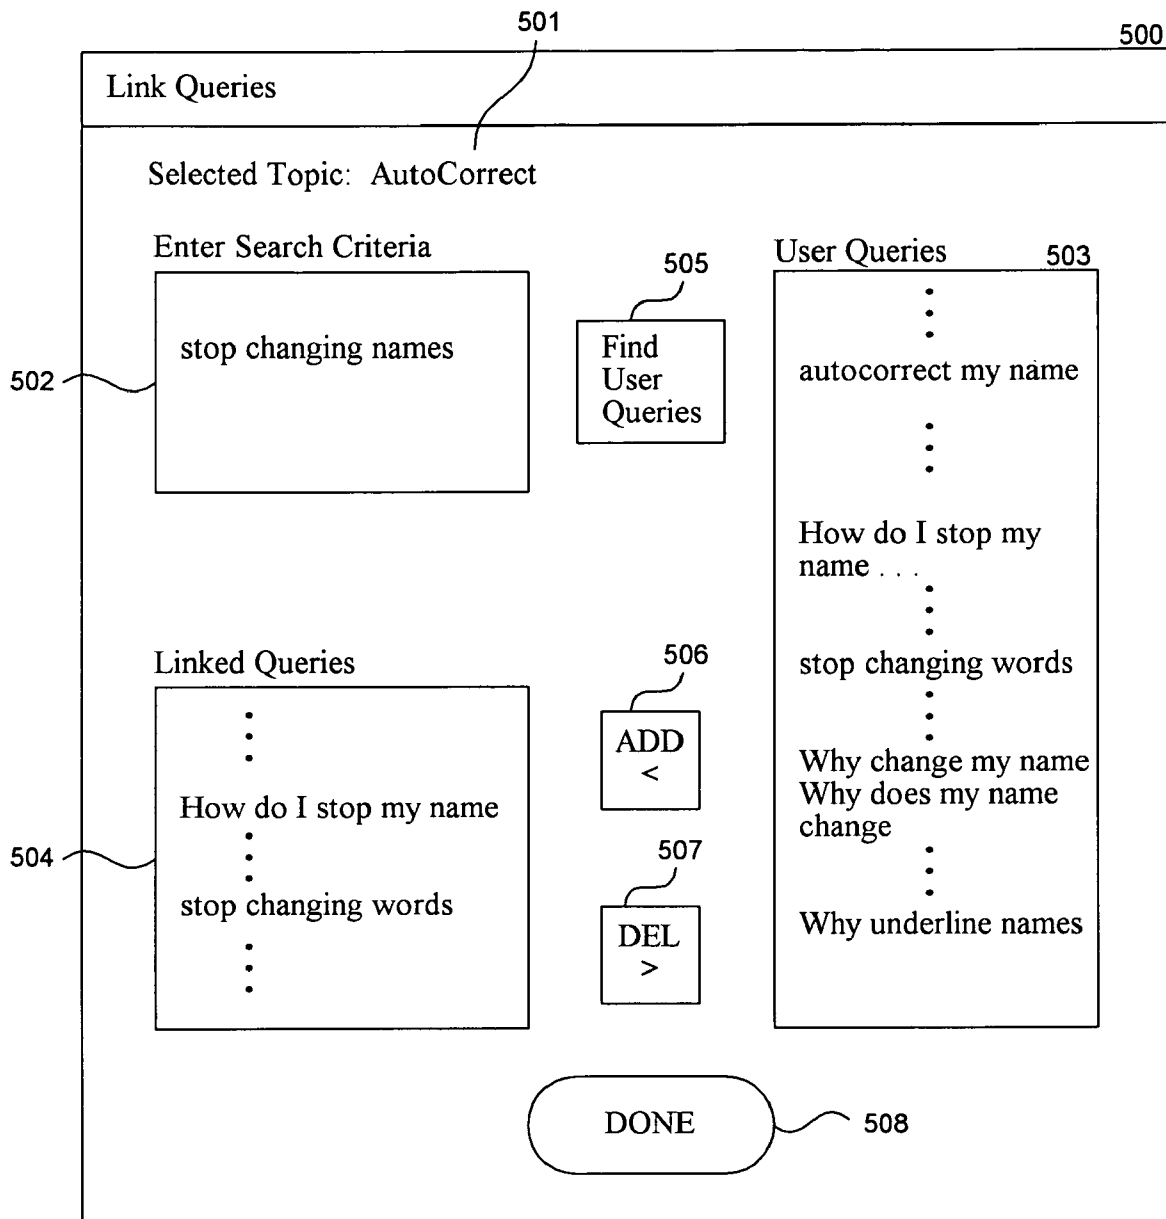 501
500
Link Queries
Selected Topic: AutoCorrect
Enter Search Criteria
stop changing names
502
505
Find
User
Queries
User Queries
503
autocorrect my name
How do I stop my
name . . .
stop changing words
Why change my name
Why does my name
change
Why underline names
Linked Queries
How do I stop my name
stop changing words
504
506
ADD
<
507
DEL
>
DONE
508